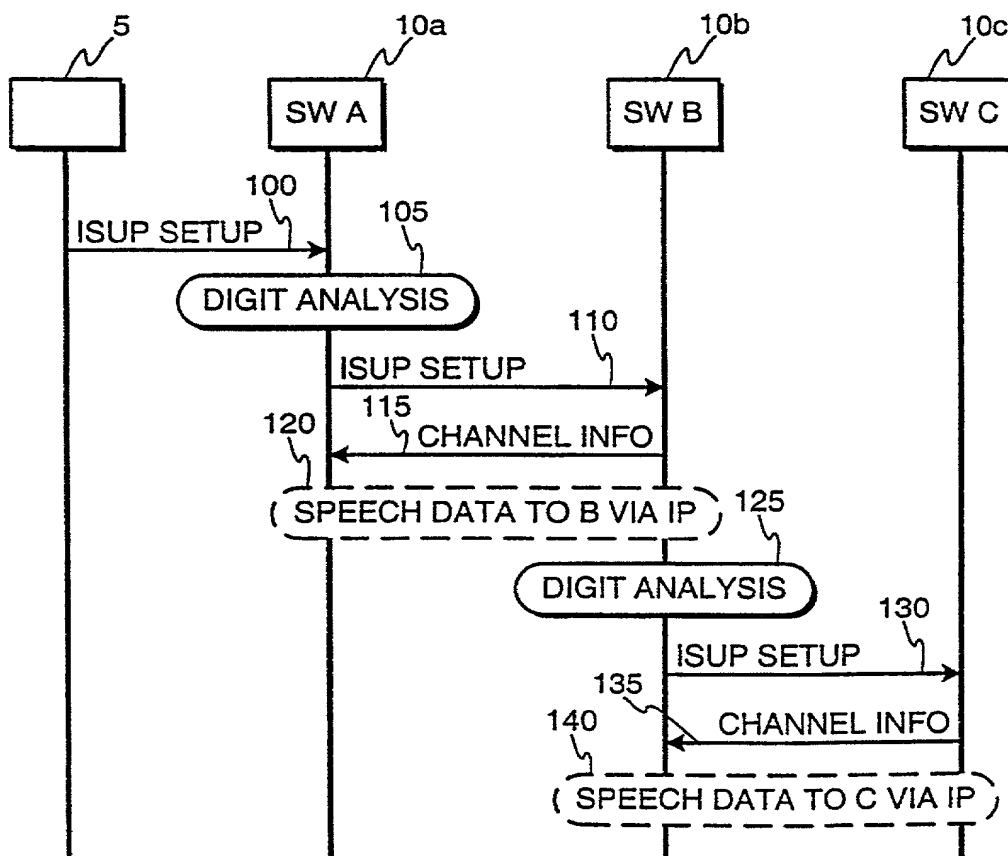 5
10a
10b
10c
SW A
SW B
SW C
100
ISUP SETUP
105
DIGIT ANALYSIS
110
ISUP SETUP
115
CHANNEL INFO
120
SPEECH DATA TO B VIA IP
125
DIGIT ANALYSIS
130
ISUP SETUP
135
CHANNEL INFO
140
SPEECH DATA TO C VIA IP